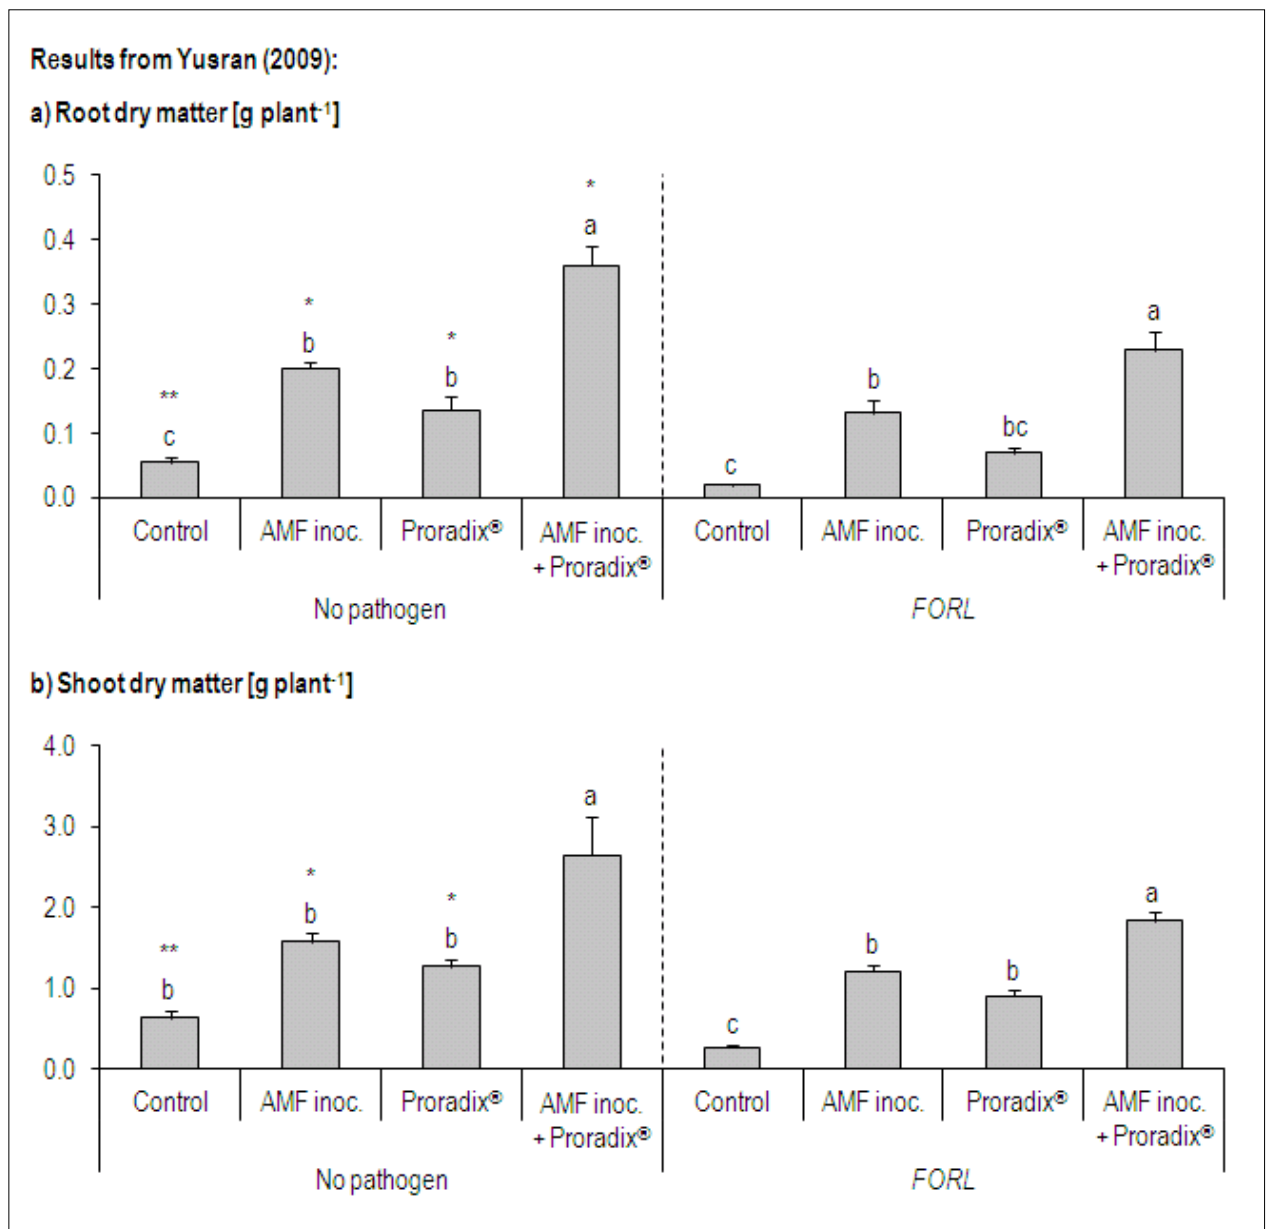 Results from Yusran (2009):
a) Root dry matter [g plant⁻¹]
0.5
0.4
0.3
0.2
0.1
0.0
** * * *
c b b a c b bc a
Control AMF inoc. Proradix® AMF inoc. + Proradix® Control AMF inoc. Proradix® AMF inoc. + Proradix®
No pathogen FORL
b) Shoot dry matter [g plant⁻¹]
4.0
3.0
2.0
1.0
0.0
** * *
b b b a c b b a
Control AMF inoc. Proradix® AMF inoc. + Proradix® Control AMF inoc. Proradix® AMF inoc. + Proradix®
No pathogen FORL